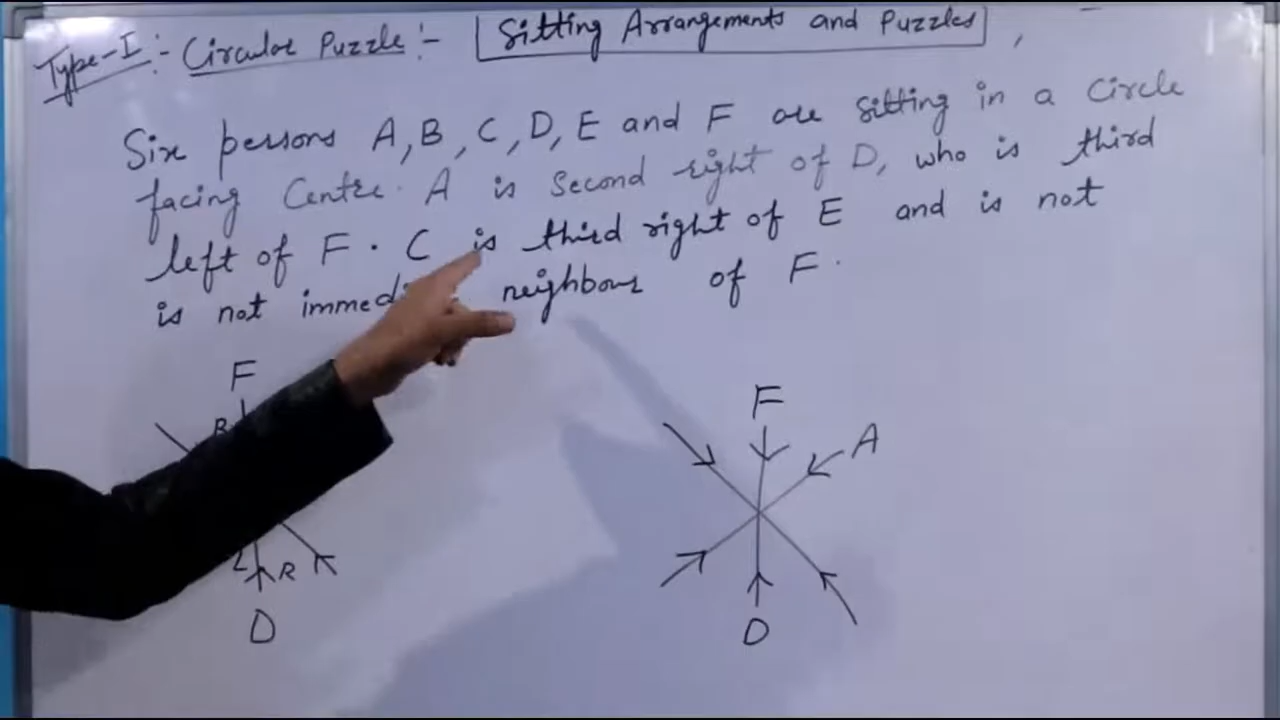 Type-I :- Circular Puzzle :- Sitting Arrangements and Puzzles ,
Six persons A, B, C, D, E and F are sitting in a Circle
facing Centre. A is Second right of D, who is third
left of F. C is third right of E and is not
is not neighbour of F.
F
R
L
R
D
F
A
D